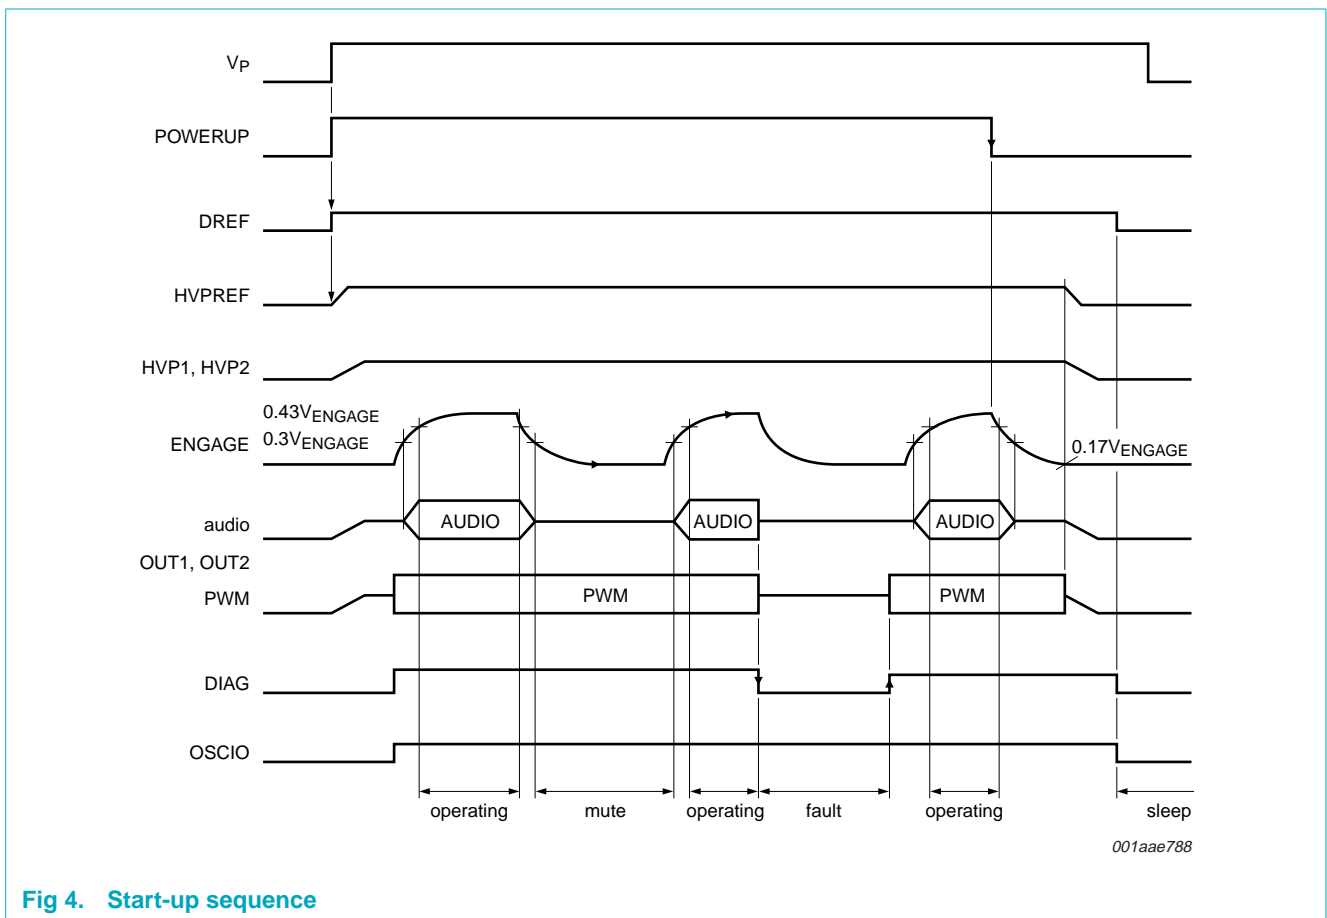 VP
POWERUP
DREF
HVPREF
HVP1, HVP2
0.43VENGAGE
0.3VENGAGE
ENGAGE
0.17VENGAGE
audio
AUDIO AUDIO AUDIO
OUT1, OUT2
PWM
PWM PWM
DIAG
OSCIO
operating mute operating fault operating sleep
001aae788
Fig 4. Start-up sequence